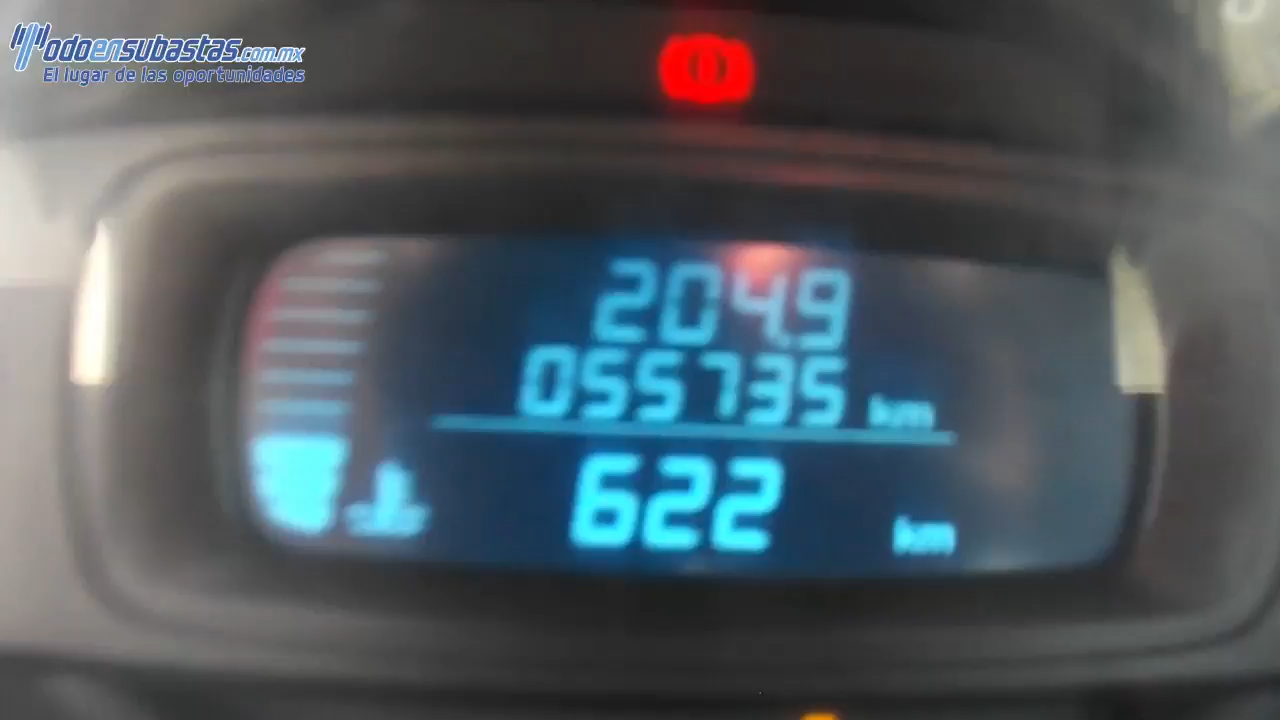 Todoensubastas.com.mx
El lugar de las oportunidades
204.9
055735 km
622 km